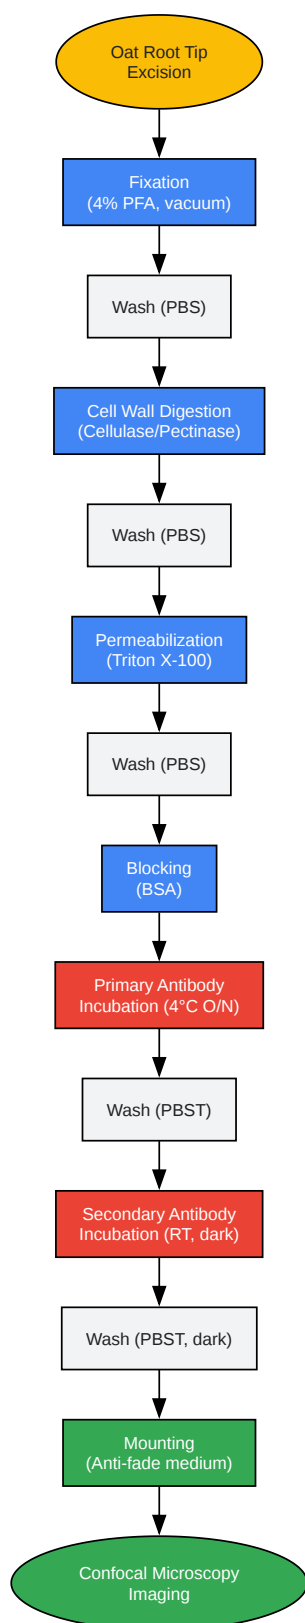 Oat Root Tip
Excision
Fixation
(4% PFA, vacuum)
Wash (PBS)
Cell Wall Digestion
(Cellulase/Pectinase)
Wash (PBS)
Permeabilization
(Triton X-100)
Wash (PBS)
Blocking
(BSA)
Primary Antibody
Incubation (4°C O/N)
Wash (PBST)
Secondary Antibody
Incubation (RT, dark)
Wash (PBST, dark)
Mounting
(Anti-fade medium)
Confocal Microscopy
Imaging